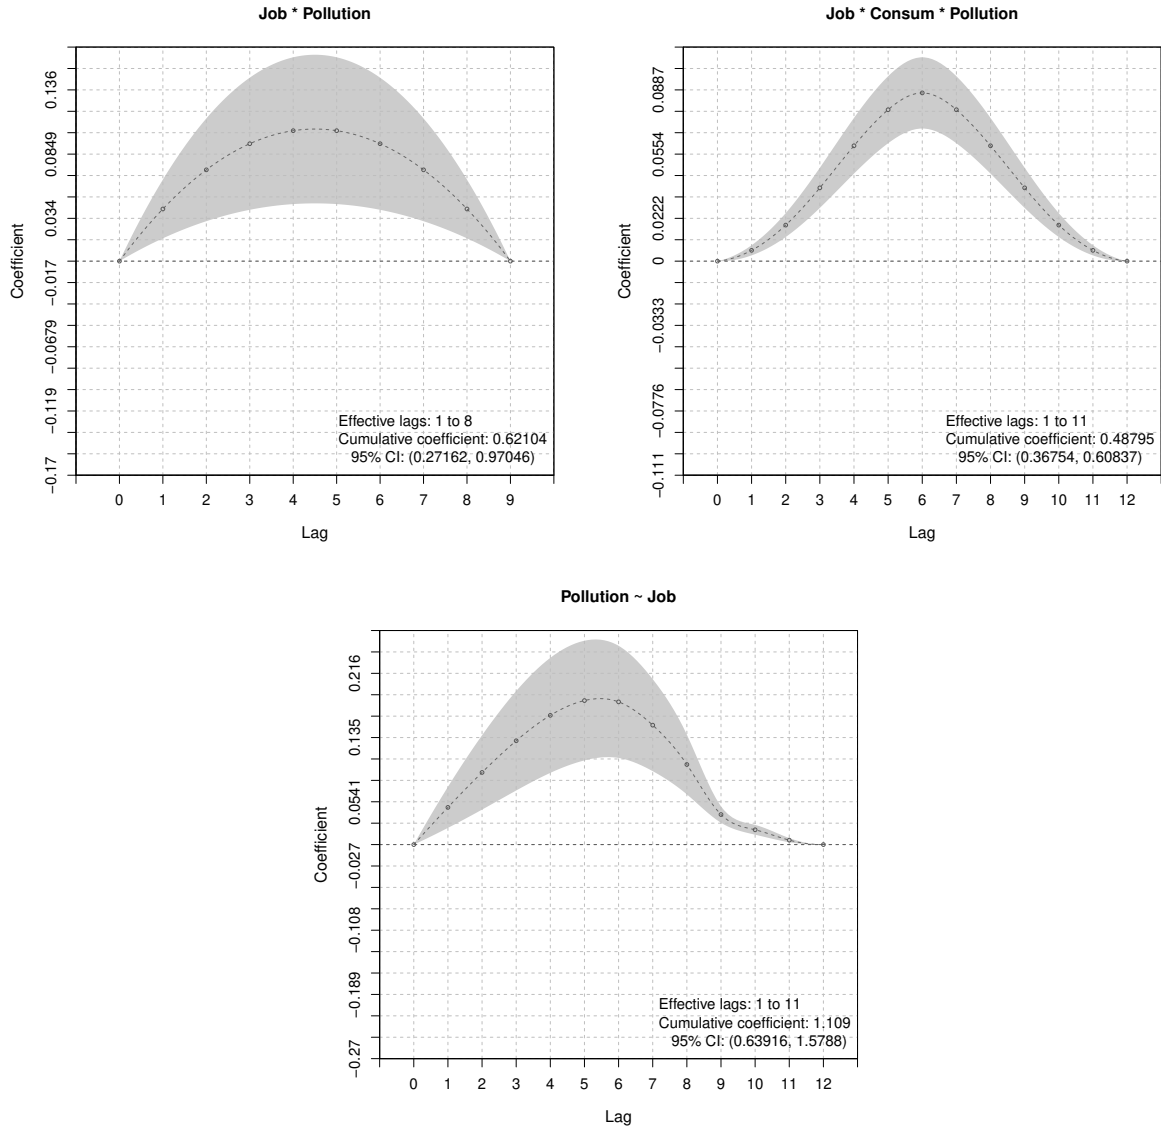 Job * Pollution
Coefficient
0.136
0.0849
0.034
−0.017
−0.0679
−0.119
−0.17
Effective lags: 1 to 8
Cumulative coefficient: 0.62104
95% CI: (0.27162, 0.97046)
0 1 2 3 4 5 6 7 8 9
Lag
Job * Consum * Pollution
Coefficient
0.0887
0.0554
0.0222
0
−0.0333
−0.0776
−0.111
Effective lags: 1 to 11
Cumulative coefficient: 0.48795
95% CI: (0.36754, 0.60837)
0 1 2 3 4 5 6 7 8 9 10 11 12
Lag
Pollution ~ Job
Coefficient
0.216
0.135
0.0541
−0.027
−0.108
−0.189
−0.27
Effective lags: 1 to 11
Cumulative coefficient: 1.109
95% CI: (0.63916, 1.5788)
0 1 2 3 4 5 6 7 8 9 10 11 12
Lag